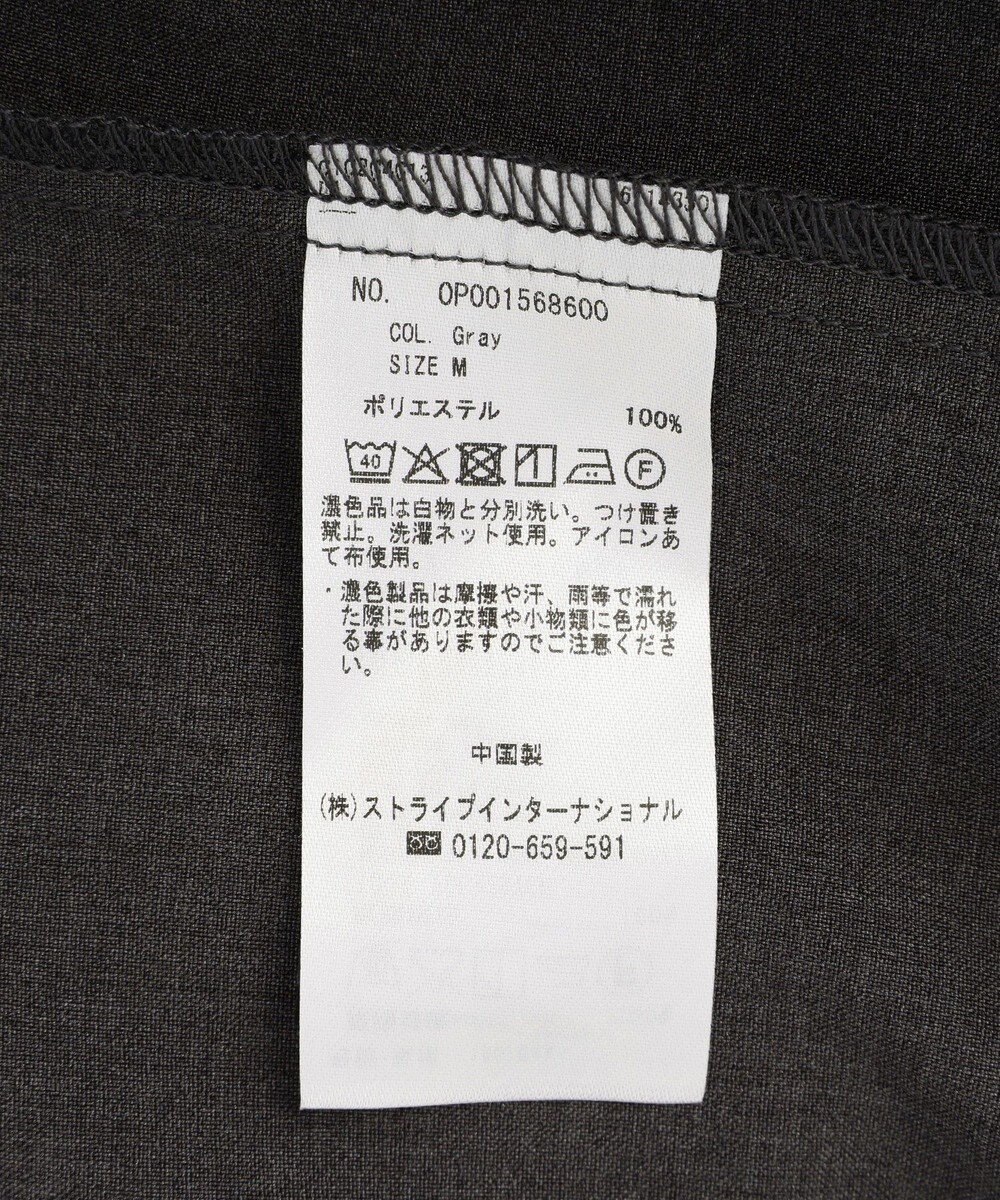 NO. OP001568600
COL. Gray
SIZE M
ポリエステル 100%
40 F
濃色品は白物と分別洗い。つけ置き
禁止。洗濯ネット使用。アイロンあ
て布使用。
・濃色製品は摩擦や汗、雨等で濡れ
た際に他の衣類や小物類に色が移
る事がありますのでご注意くださ
い。
中国製
(株)ストライプインターナショナル
0120-659-591